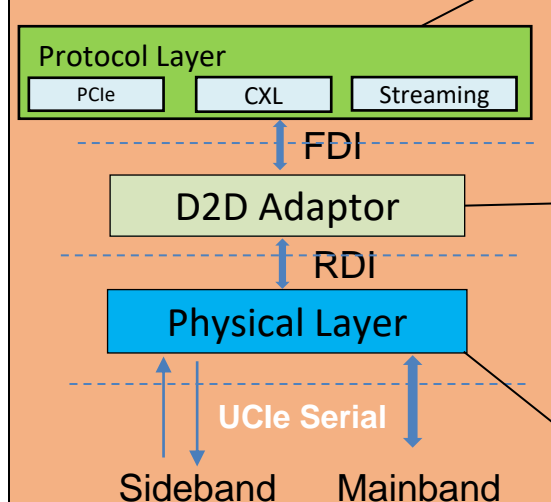 Protocol Layer
PCIe CXL Streaming
FDI
D2D Adaptor
RDI
Physical Layer
UCIe Serial
Sideband Mainband